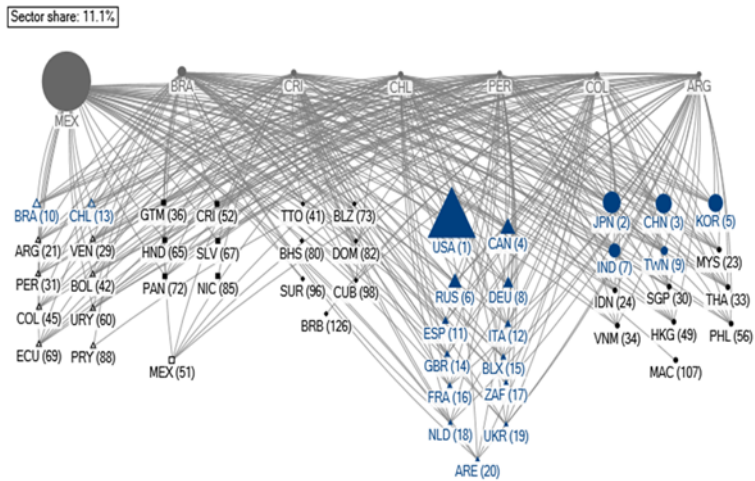 Sector share: 11.1%
MEX
BRA
CRI
CHL
PER
COL
ARG
BRA (10) CHL (13) GTM (36) CRI (52) TTO (41) BLZ (73) USA (1) CAN (4) JPN (2) CHN (3) KOR (5)
ARG (21) VEN (29) HND (65) SLV (67) BHS (80) DOM (82) IND (7) TWN (9) MYS (23)
PER (31) BOL (42) PAN (72) NIC (85) SUR (96) CUB (98) RUS (6) DEU (8) IDN (24) SGP (30) THA (33)
COL (45) URY (60) BRB (126) ESP (11) ITA (12) VNM (34) HKG (49) PHL (56)
ECU (69) PRY (88) MEX (51) GBR (14) BLX (15) MAC (107)
FRA (16) ZAF (17)
NLD (18) UKR (19)
ARE (20)